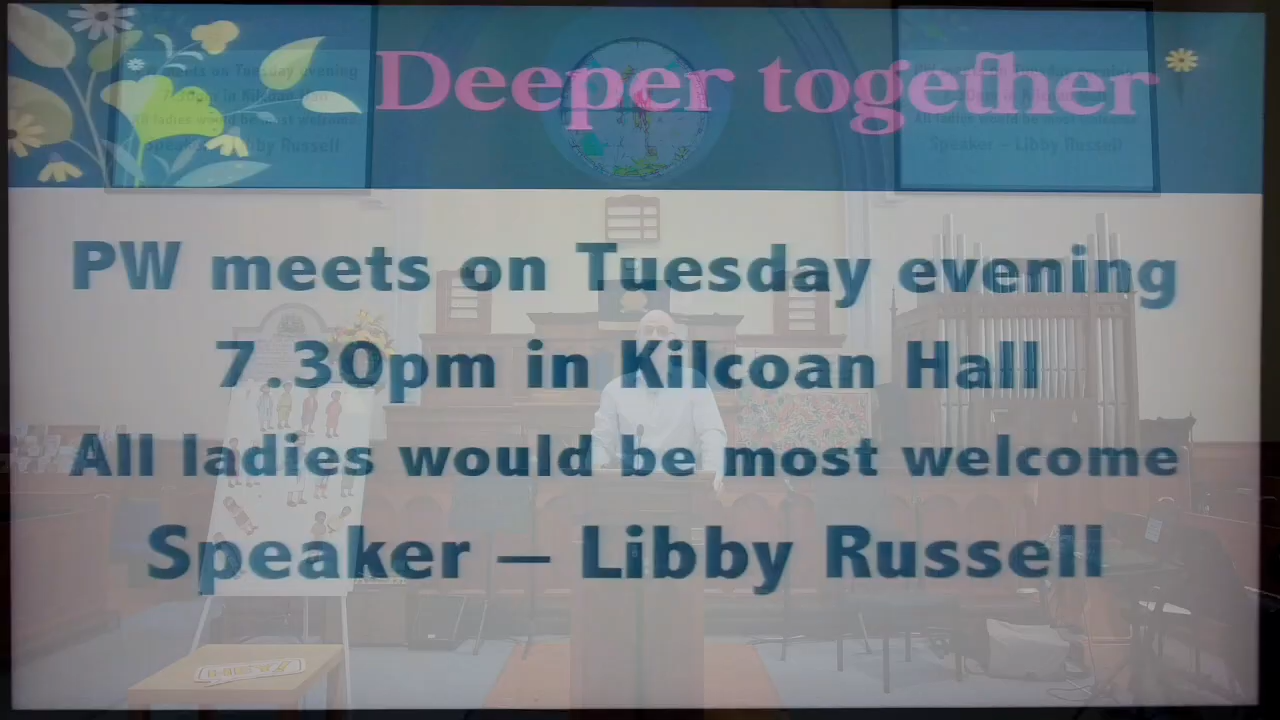 Deeper together
PW meets on Tuesday evening
7.30pm in Kilcoan Hall
All ladies would be most welcome
Speaker – Libby Russell